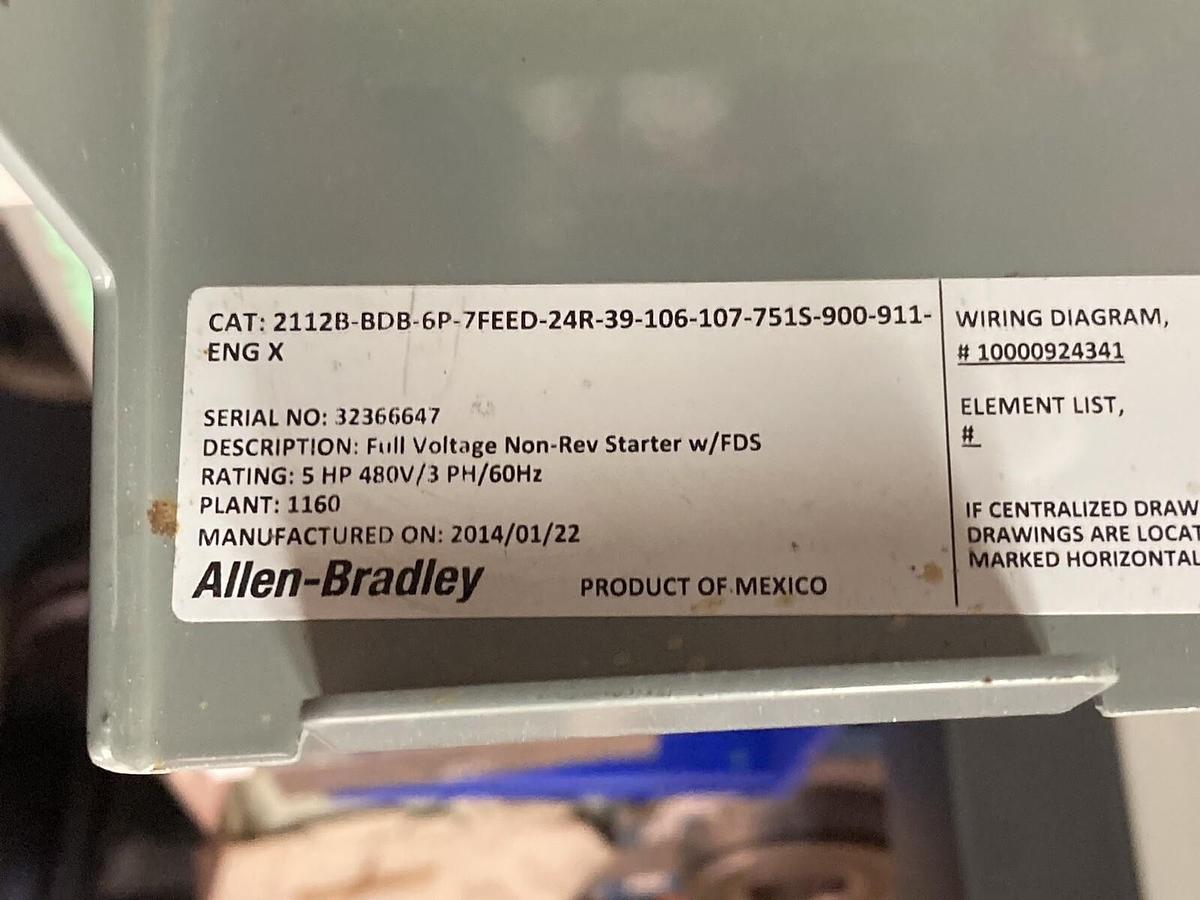 CAT: 2112B-BDB-6P-7FEED-24R-39-106-107-751S-900-911-
ENG X
SERIAL NO: 32366647
DESCRIPTION: Full Voltage Non-Rev Starter w/FDS
RATING: 5 HP 480V/3 PH/60Hz
PLANT: 1160
MANUFACTURED ON: 2014/01/22
Allen-Bradley
PRODUCT OF MEXICO
WIRING DIAGRAM,
# 10000924341
ELEMENT LIST,
#
IF CENTRALIZED DRAW
DRAWINGS ARE LOCAT
MARKED HORIZONTAL